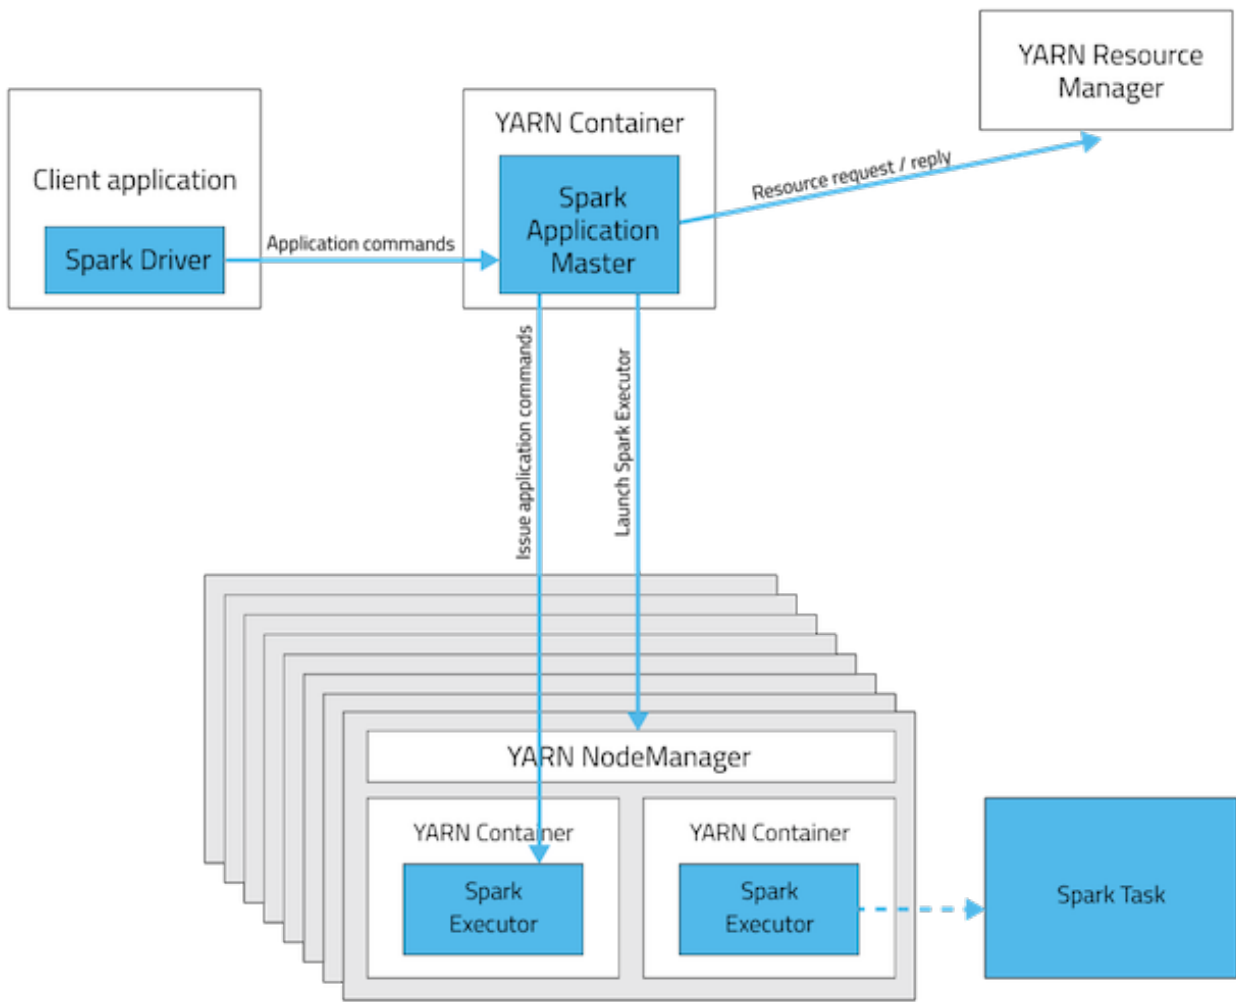 YARN Resource
Manager
YARN Container
Client application
Spark
Application
Master
Resource request / reply
Spark Driver
Application commands
Issue application commands
Launch Spark Executor
YARN NodeManager
YARN Container
YARN Container
Spark
Executor
Spark
Executor
Spark Task